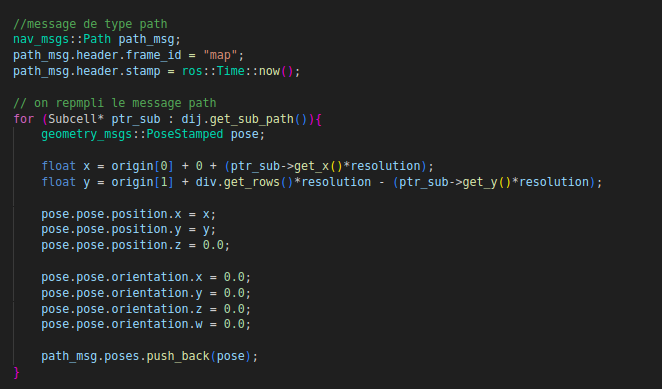 //message de type path
nav_msgs::Path path_msg;
path_msg.header.frame_id = "map";
path_msg.header.stamp = ros::Time::now();
// on repmpli le message path
for (Subcell* ptr_sub : dij.get_sub_path()){
geometry_msgs::PoseStamped pose;
float x = origin[0] + 0 + (ptr_sub->get_x()*resolution);
float y = origin[1] + div.get_rows()*resolution - (ptr_sub->get_y()*resolution);
pose.pose.position.x = x;
pose.pose.position.y = y;
pose.pose.position.z = 0.0;
pose.pose.orientation.x = 0.0;
pose.pose.orientation.y = 0.0;
pose.pose.orientation.z = 0.0;
pose.pose.orientation.w = 0.0;
path_msg.poses.push_back(pose);
}